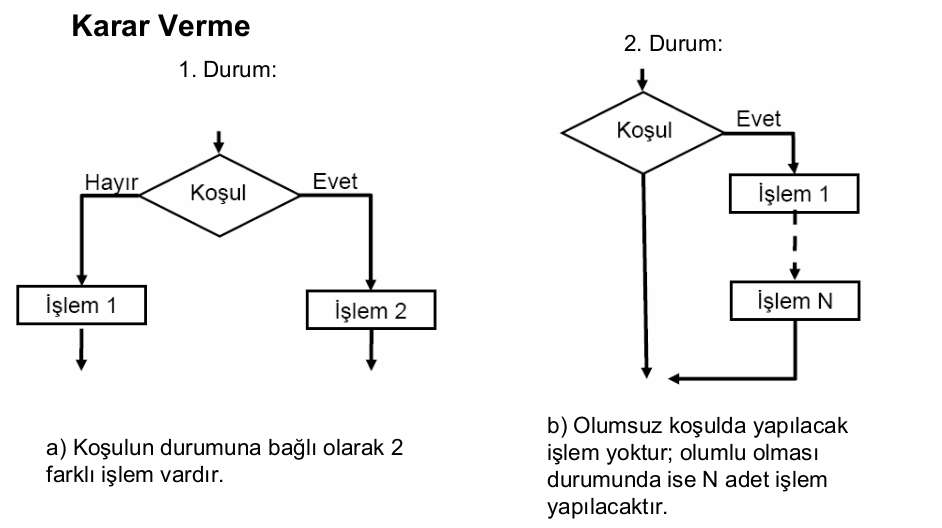 Karar Verme
1. Durum:
Koşul
Hayır
Evet
İşlem 1
İşlem 2
a) Koşulun durumuna bağlı olarak 2
farklı işlem vardır.
2. Durum:
Koşul
Evet
İşlem 1
İşlem N
b) Olumsuz koşulda yapılacak
işlem yoktur; olumlu olması
durumunda ise N adet işlem
yapılacaktır.